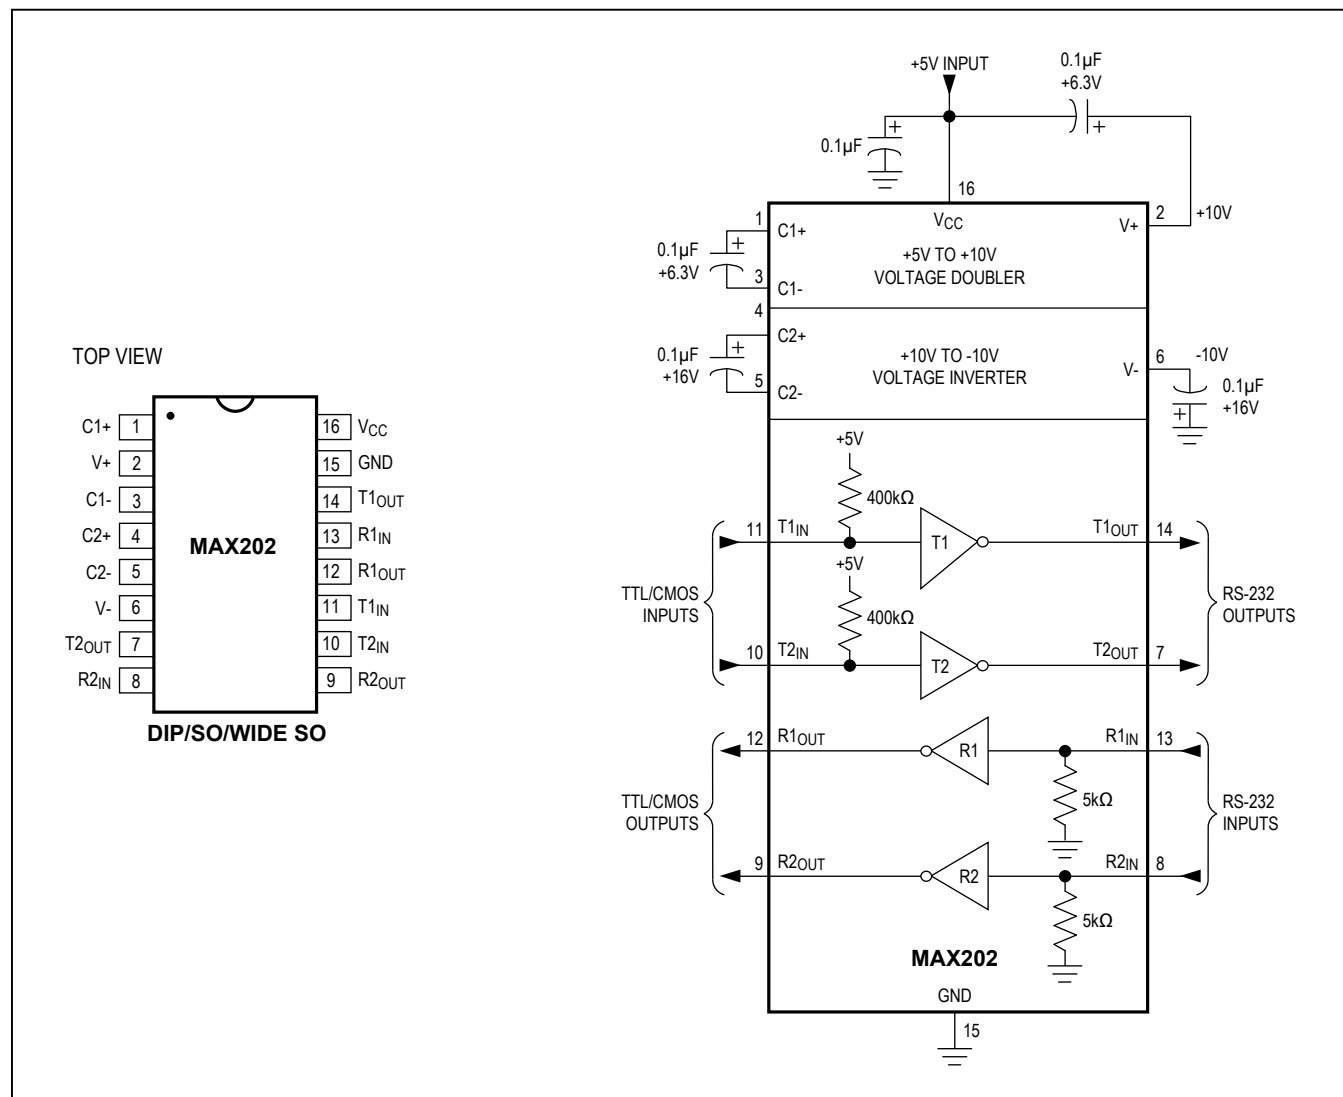 TOP VIEW
C1+ 1
V+ 2
C1- 3
C2+ 4
C2- 5
V- 6
T2OUT 7
R2IN 8
MAX202
16 VCC
15 GND
14 T1OUT
13 R1IN
12 R1OUT
11 T1IN
10 T2IN
9 R2OUT
DIP/SO/WIDE SO
+5V INPUT
0.1µF
+6.3V
+
0.1µF
+
16
VCC
2
V+
+10V
1
C1+
+
0.1µF
+6.3V
3
C1-
+5V TO +10V
VOLTAGE DOUBLER
4
C2+
+
0.1µF
+16V
5
C2-
+10V TO -10V
VOLTAGE INVERTER
6
V-
-10V
0.1µF
+16V
+
+5V
400kΩ
11 T1IN
T1
T1OUT 14
+5V
400kΩ
TTL/CMOS
INPUTS
RS-232
OUTPUTS
10 T2IN
T2
T2OUT 7
12 R1OUT
R1
R1IN 13
5kΩ
TTL/CMOS
OUTPUTS
RS-232
INPUTS
9 R2OUT
R2
R2IN 8
5kΩ
MAX202
GND
15